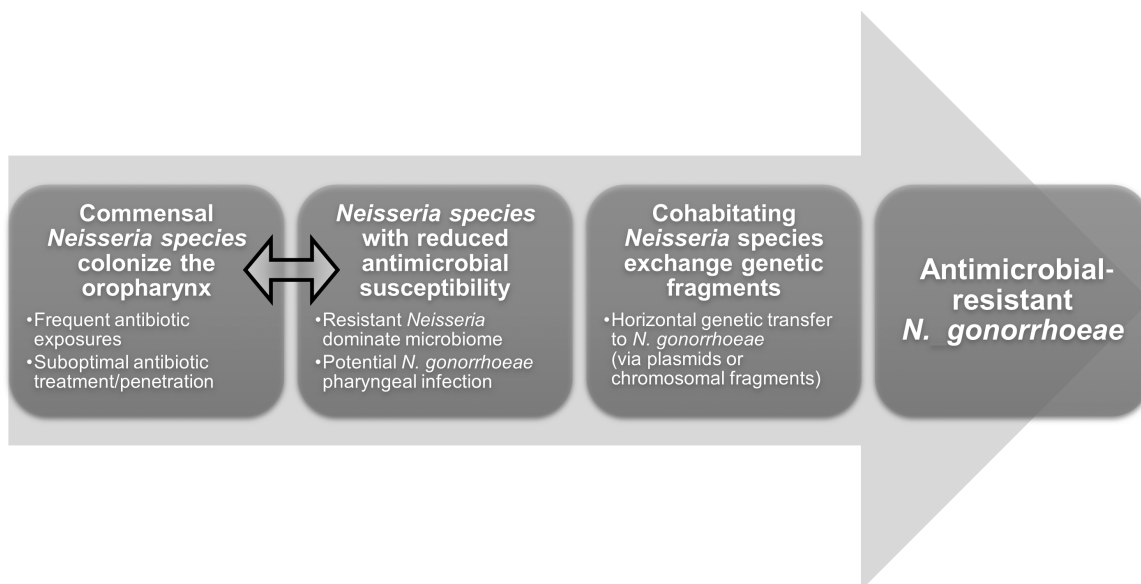 Commensal
Neisseria species
colonize the
oropharynx
•Frequent antibiotic
exposures
•Suboptimal antibiotic
treatment/penetration
Neisseria species
with reduced
antimicrobial
susceptibility
•Resistant Neisseria
dominate microbiome
•Potential N. gonorrhoeae
pharyngeal infection
Cohabitating
Neisseria species
exchange genetic
fragments
•Horizontal genetic transfer
to N. gonorrhoeae
(via plasmids or
chromosomal fragments)
Antimicrobial-
resistant
N._gonorrhoeae